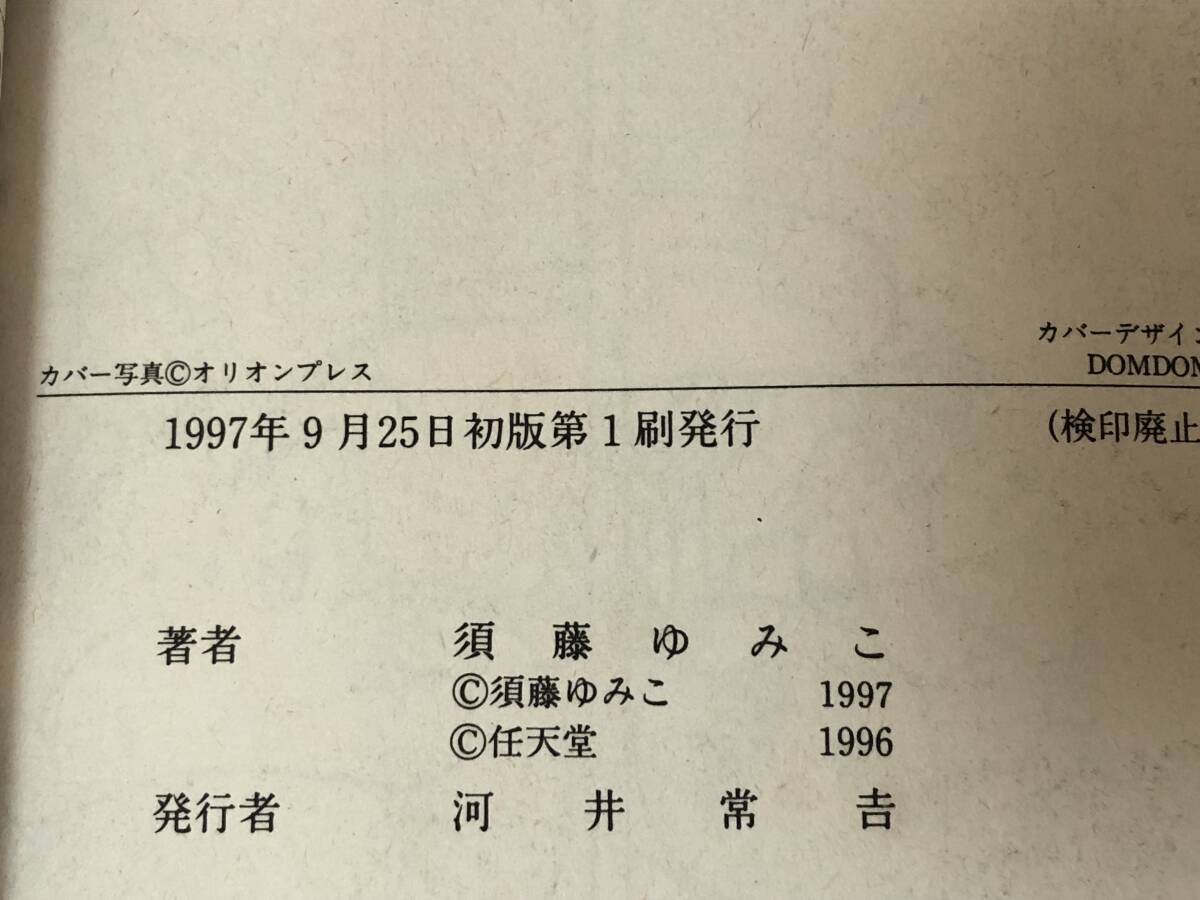 カバーデザイン
DOMDOM
カバー写真©オリオンプレス
1997年9月25日初版第1刷発行
(検印廃止
著者 須藤ゆみこ
©須藤ゆみこ 1997
©任天堂 1996
発行者 河井常𠮷